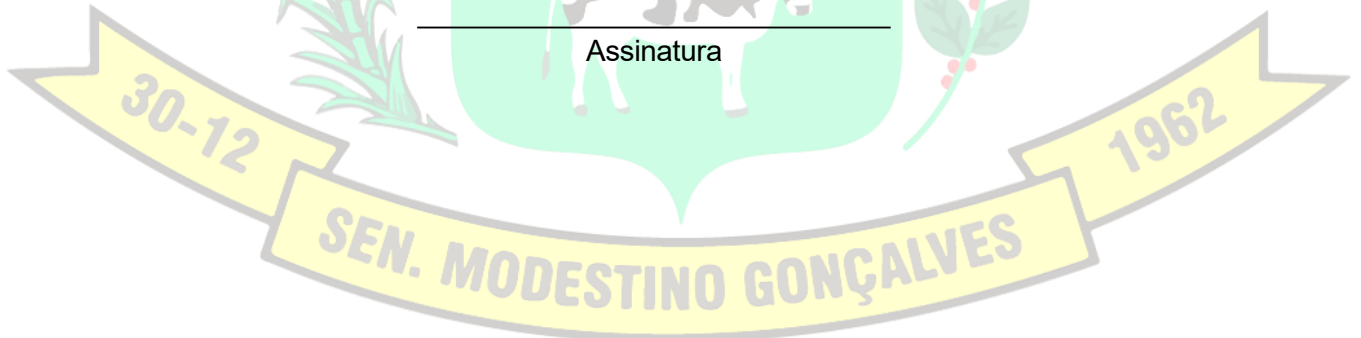 Assinatura
30-12
SEN. MODESTINO GONÇALVES
1962